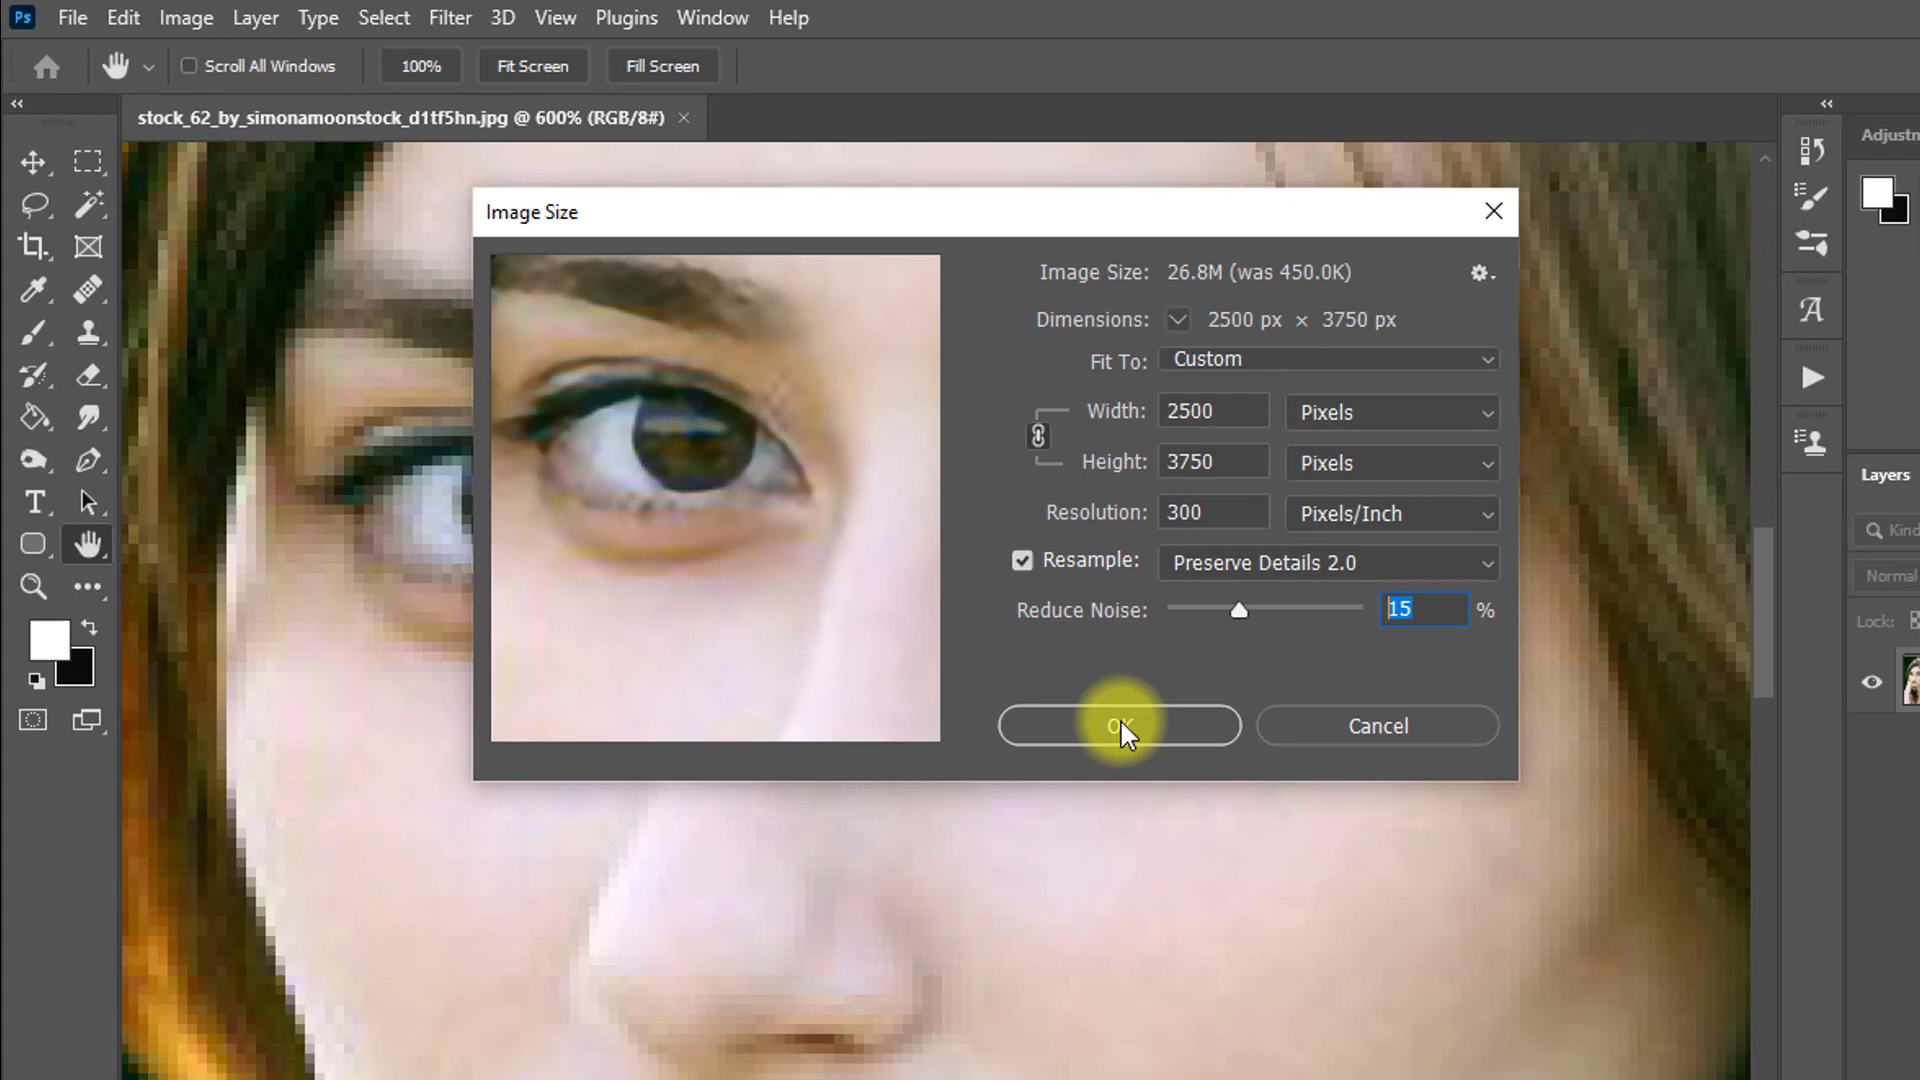 Ps File Edit Image Layer Type Select Filter 3D View Plugins Window Help
Scroll All Windows 100% Fit Screen Fill Screen
stock_62_by_simonamoonstock_d1tf5hn.jpg @ 600% (RGB/8#)
Adjustm
Image Size
Image Size: 26.8M (was 450.0K)
Dimensions: 2500 px × 3750 px
Fit To: Custom
Width: 2500 Pixels
Height: 3750 Pixels
Resolution: 300 Pixels/Inch
Resample: Preserve Details 2.0
Reduce Noise: 15 %
OK Cancel
Layers
Kind
Normal
Lock: